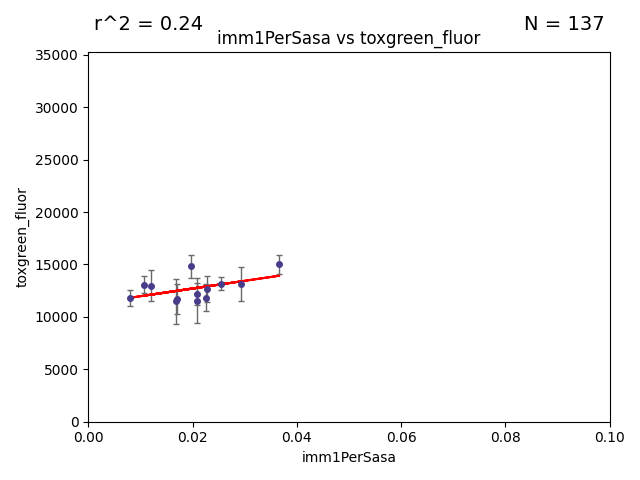 r^2 = 0.24
N = 137
imm1PerSasa vs toxgreen_fluor
35000
30000
25000
20000
15000
10000
5000
0
toxgreen_fluor
0.00 0.02 0.04 0.06 0.08 0.10
imm1PerSasa